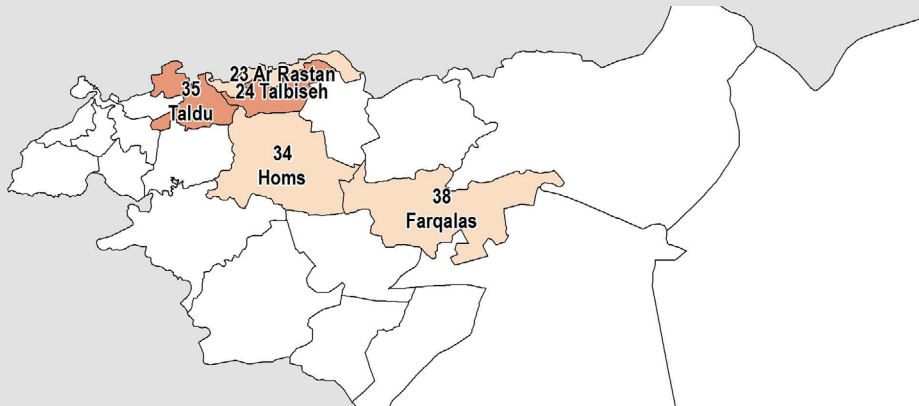 23 Ar Rastan
24 Talbiseh
35
Taldu
34
Homs
38
Farqalas